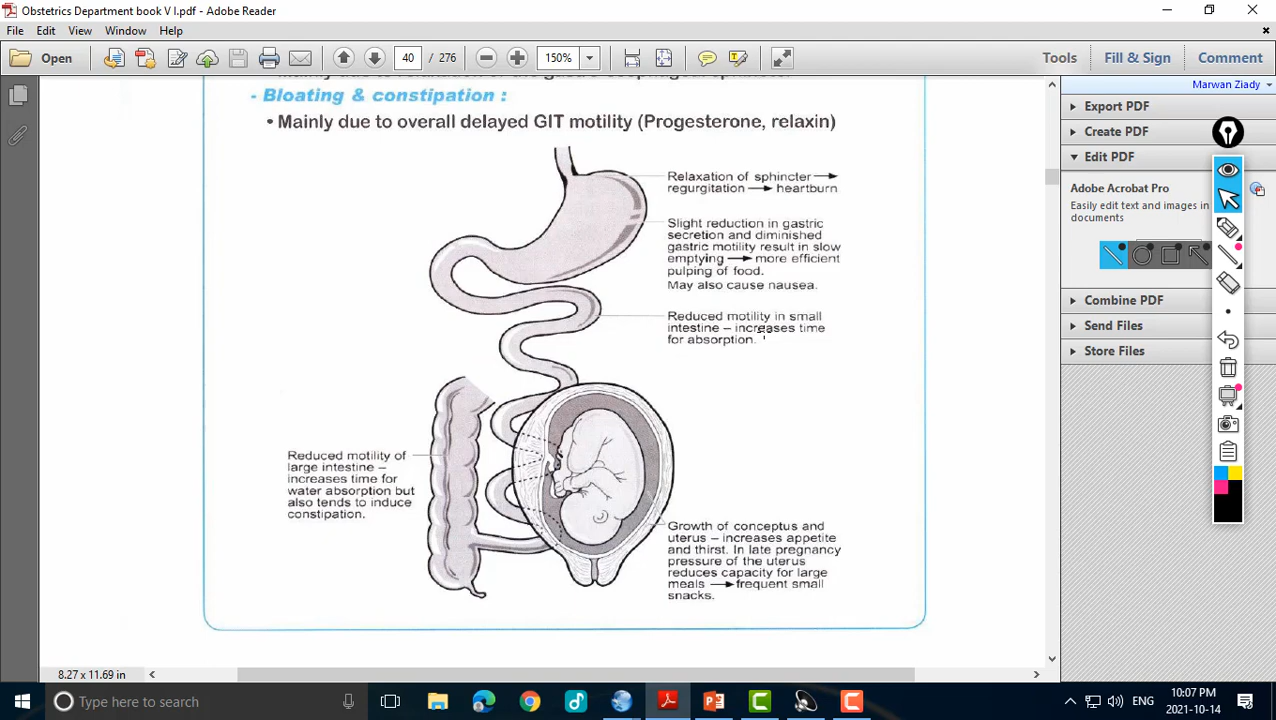 Obstetrics Department book V I.pdf - Adobe Reader
File Edit View Window Help
Open 40 / 276 150% Tools Fill & Sign Comment
Marwan Ziady
- Bloating & constipation :
• Mainly due to overall delayed GIT motility (Progesterone, relaxin)
Relaxation of sphincter →
regurgitation → heartburn
Slight reduction in gastric
secretion and diminished
gastric motility result in slow
emptying → more efficient
pulping of food.
May also cause nausea.
Reduced motility in small
intestine – increases time
for absorption.
Reduced motility of
large intestine –
increases time for
water absorption but
also tends to induce
constipation.
Growth of conceptus and
uterus – increases appetite
and thirst. In late pregnancy
pressure of the uterus
reduces capacity for large
meals → frequent small
snacks.
Export PDF
Create PDF
Edit PDF
Adobe Acrobat Pro
Easily edit text and images in
documents
Combine PDF
Send Files
Store Files
8.27 x 11.69 in
Type here to search
ENG
10:07 PM
2021-10-14